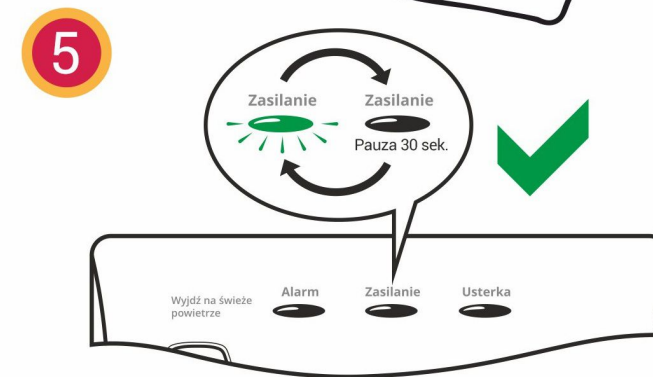 5
Zasilanie Zasilanie
Pauza 30 sek.
Wyjdź na świeże
powietrze
Alarm Zasilanie Usterka